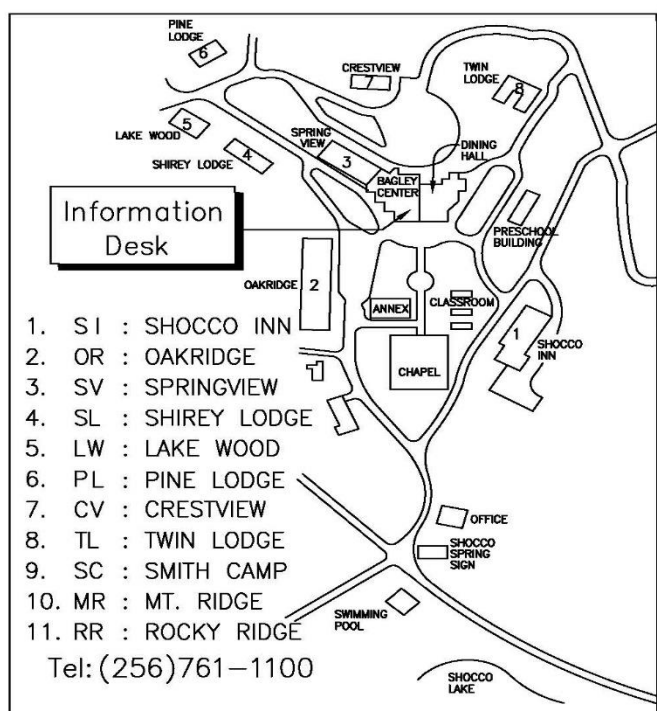 PINE
LODGE
6
CRESTVIEW
7
TWIN
LODGE
8
5
LAKE WOOD
SHIREY LODGE
4
SPRING
VIEW
3
DINING
HALL
BAGLEY
CENTER
Information
Desk
PRESCHOOL
BUILDING
OAKRIDGE
2
ANNEX
CLASSROOM
1
SHOCCO
INN
CHAPEL
1. SI : SHOCCO INN
2. OR : OAKRIDGE
3. SV : SPRINGVIEW
4. SL : SHIREY LODGE
5. LW : LAKE WOOD
6. PL : PINE LODGE
7. CV : CRESTVIEW
8. TL : TWIN LODGE
9. SC : SMITH CAMP
10. MR : MT. RIDGE
11. RR : ROCKY RIDGE
Tel:(256)761-1100
OFFICE
SHOCCO
SPRING
SIGN
SWIMMING
POOL
SHOCCO
LAKE